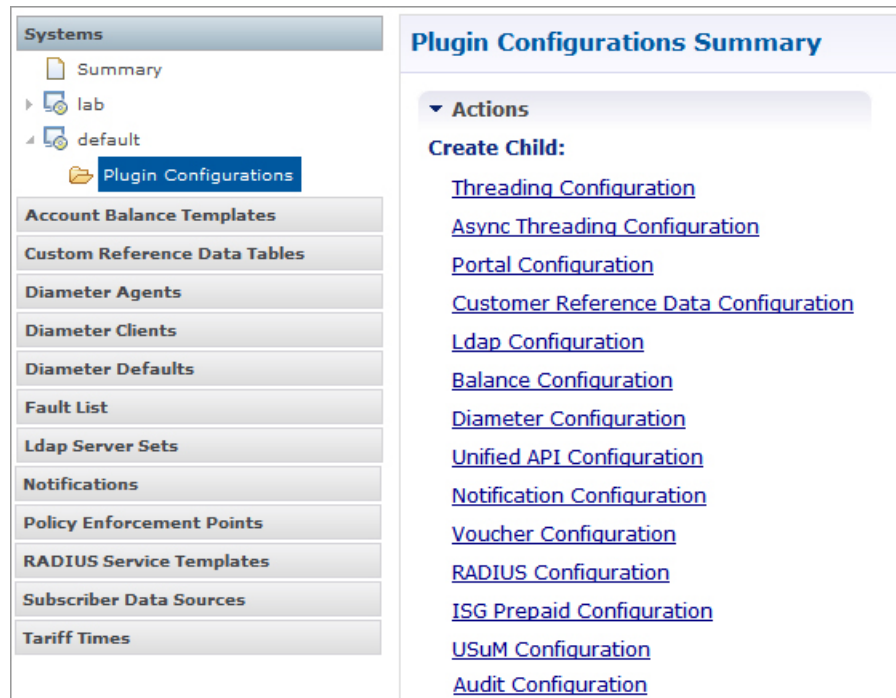 Systems
Summary
lab
default
Plugin Configurations
Account Balance Templates
Custom Reference Data Tables
Diameter Agents
Diameter Clients
Diameter Defaults
Fault List
Ldap Server Sets
Notifications
Policy Enforcement Points
RADIUS Service Templates
Subscriber Data Sources
Tariff Times
Plugin Configurations Summary
Actions
Create Child:
Threading Configuration
Async Threading Configuration
Portal Configuration
Customer Reference Data Configuration
Ldap Configuration
Balance Configuration
Diameter Configuration
Unified API Configuration
Notification Configuration
Voucher Configuration
RADIUS Configuration
ISG Prepaid Configuration
USuM Configuration
Audit Configuration